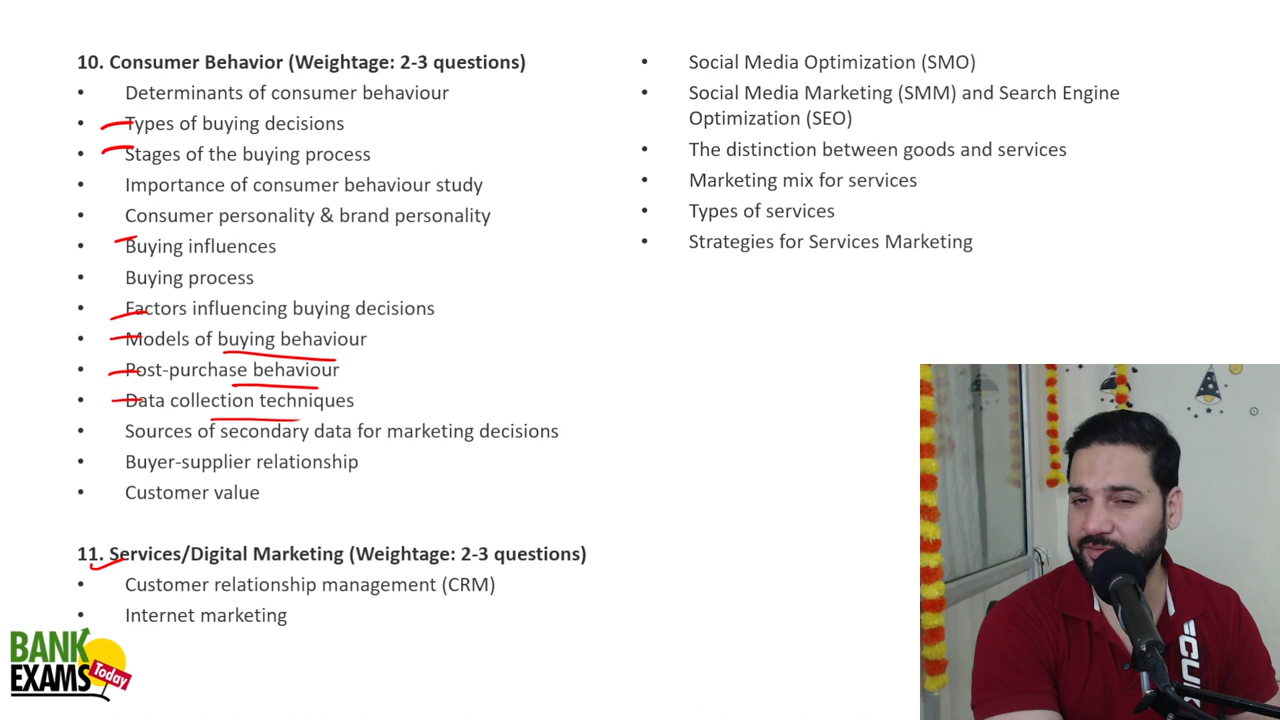 10. Consumer Behavior (Weightage: 2-3 questions)
• Determinants of consumer behaviour
• Types of buying decisions
• Stages of the buying process
• Importance of consumer behaviour study
• Consumer personality & brand personality
• Buying influences
• Buying process
• Factors influencing buying decisions
• Models of buying behaviour
• Post-purchase behaviour
• Data collection techniques
• Sources of secondary data for marketing decisions
• Buyer-supplier relationship
• Customer value
11. Services/Digital Marketing (Weightage: 2-3 questions)
• Customer relationship management (CRM)
• Internet marketing
• Social Media Optimization (SMO)
• Social Media Marketing (SMM) and Search Engine
Optimization (SEO)
• The distinction between goods and services
• Marketing mix for services
• Types of services
• Strategies for Services Marketing
BANK
EXAMS
Today